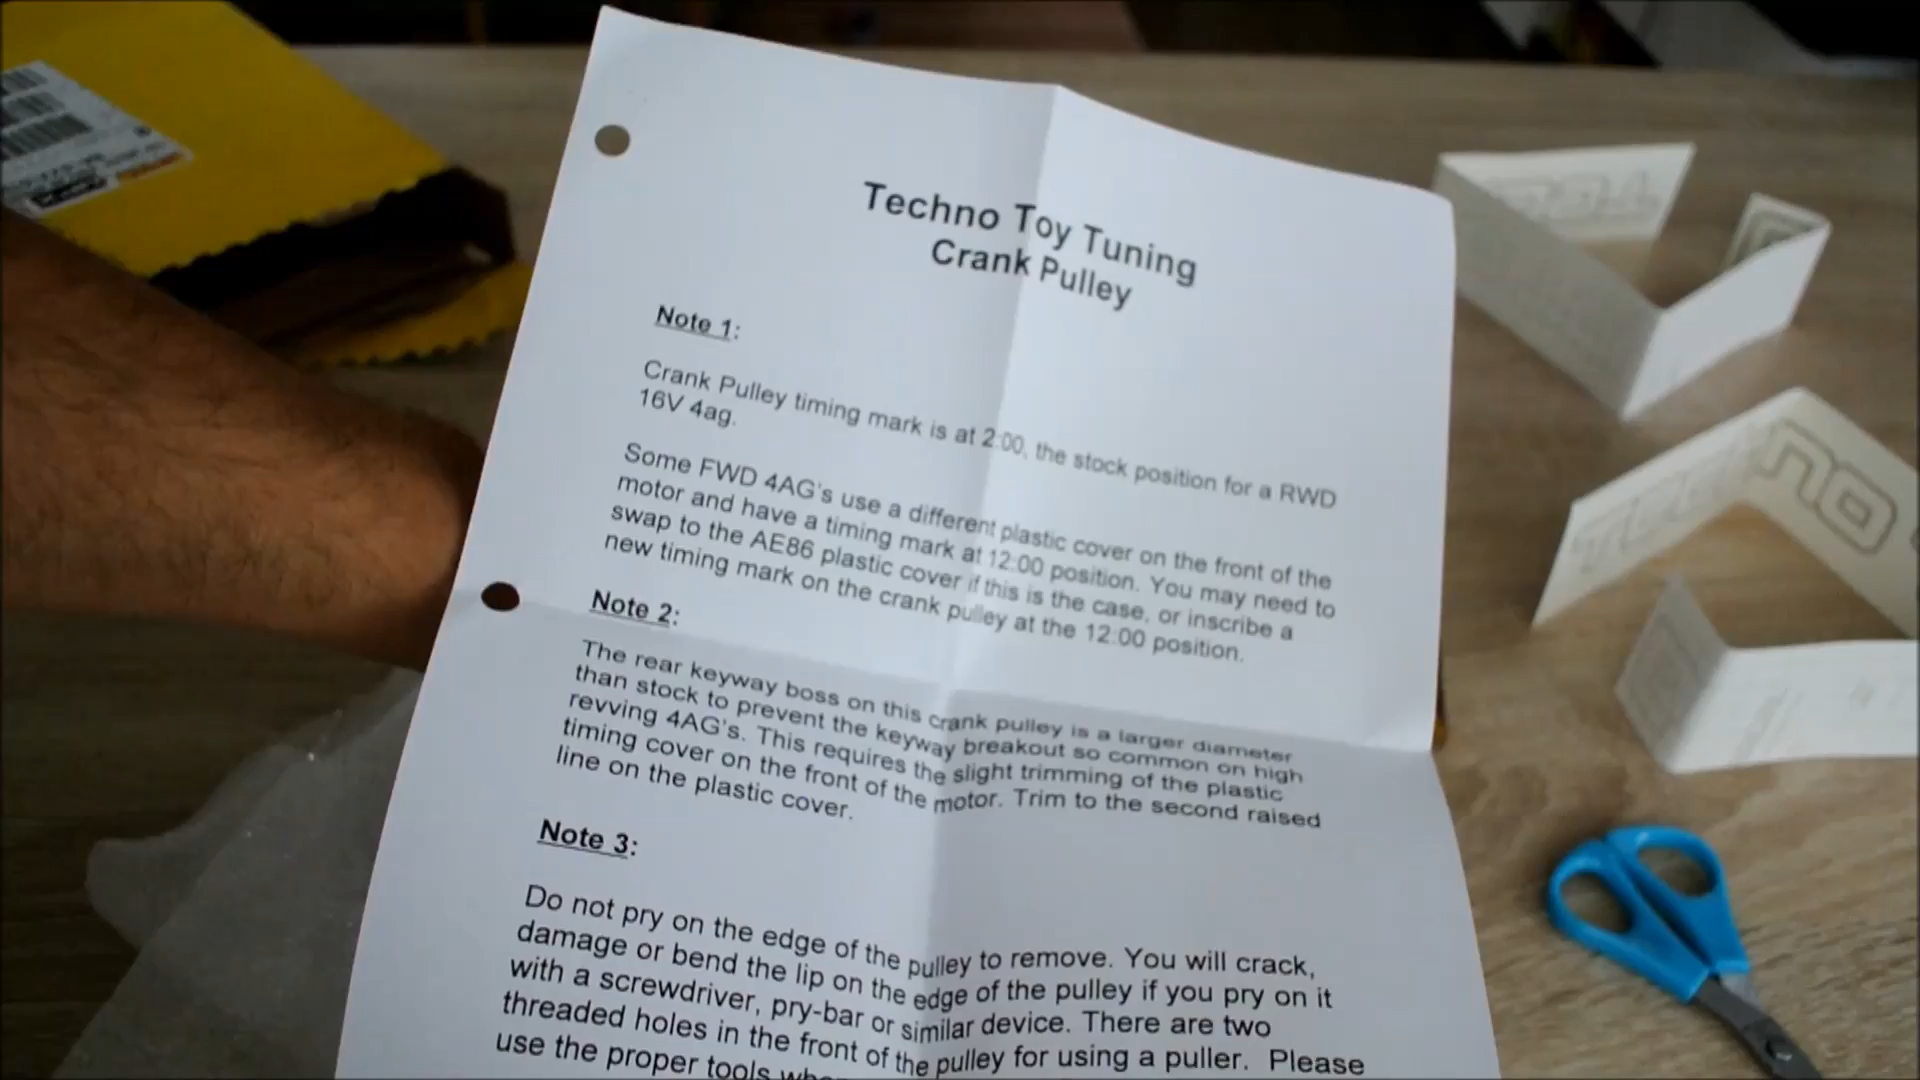 Techno Toy Tuning
Crank Pulley
Note 1:
Crank Pulley timing mark is at 2:00, the stock position for a RWD
16V 4ag.
Some FWD 4AG's use a different plastic cover on the front of the
motor and have a timing mark at 12:00 position. You may need to
swap to the AE86 plastic cover if this is the case, or inscribe a
new timing mark on the crank pulley at the 12:00 position.
Note 2:
The rear keyway boss on this crank pulley is a larger diameter
than stock to prevent the keyway breakout so common on high
revving 4AG's. This requires the slight trimming of the plastic
timing cover on the front of the motor. Trim to the second raised
line on the plastic cover.
Note 3:
Do not pry on the edge of the pulley to remove. You will crack,
damage or bend the lip on the edge of the pulley if you pry on it
with a screwdriver, pry-bar or similar device. There are two
threaded holes in the front of the pulley for using a puller. Please
use the proper tools